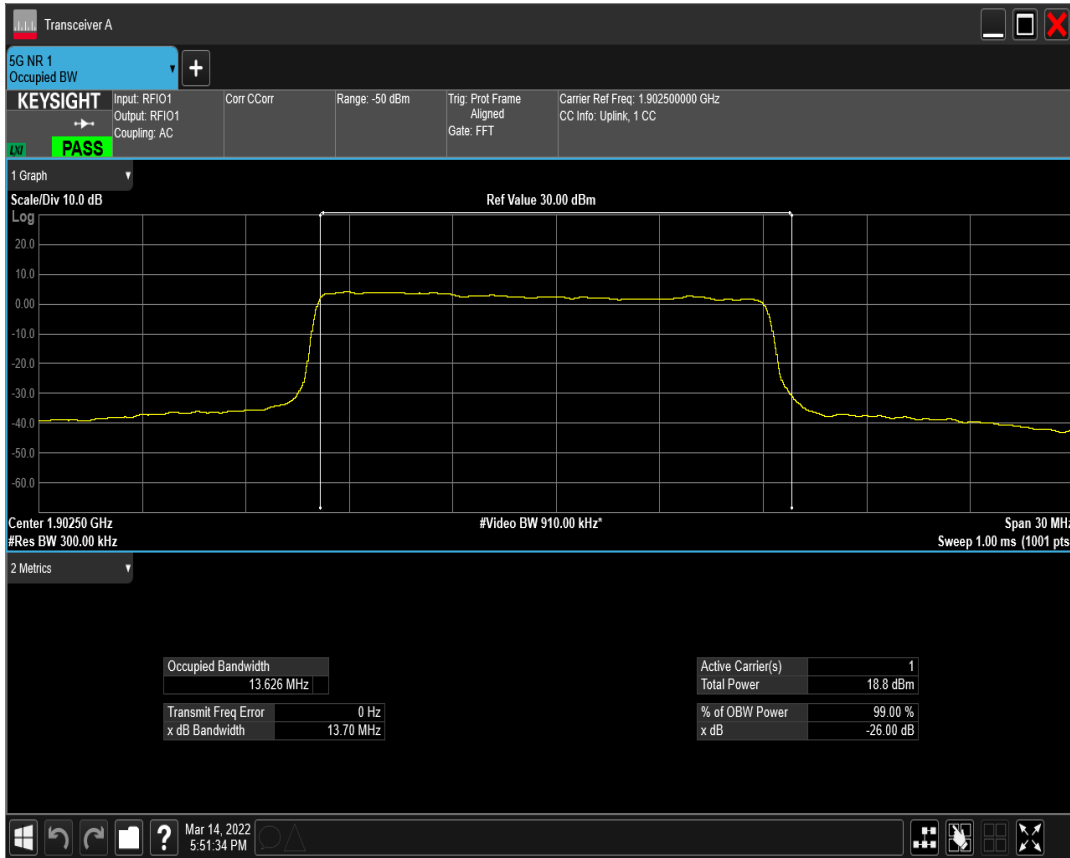 Transceiver A
5G NR 1
Occupied BW
KEYSIGHT
LXI
PASS
Input: RFIO1
Output: RFIO1
Coupling: AC
Corr CCorr
Range: -50 dBm
Trig: Prot Frame
Aligned
Gate: FFT
Carrier Ref Freq: 1.902500000 GHz
CC Info: Uplink, 1 CC
1 Graph
Scale/Div 10.0 dB
Ref Value 30.00 dBm
Log
20.0
10.0
0.00
-10.0
-20.0
-30.0
-40.0
-50.0
-60.0
Center 1.90250 GHz
#Video BW 910.00 kHz*
Span 30 MHz
#Res BW 300.00 kHz
Sweep 1.00 ms (1001 pts
2 Metrics
Occupied Bandwidth
13.626 MHz
Transmit Freq Error 0 Hz
x dB Bandwidth 13.70 MHz
Active Carrier(s) 1
Total Power 18.8 dBm
% of OBW Power 99.00 %
x dB -26.00 dB
?
Mar 14, 2022
5:51:34 PM